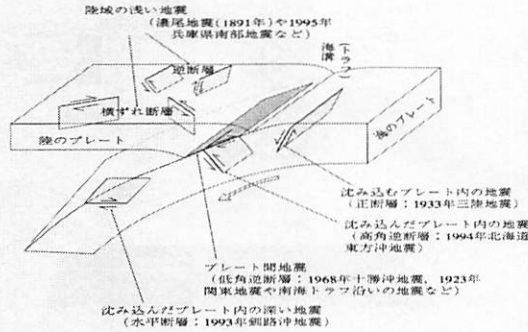 陸域の浅い地震
(濃尾地震(1891年)や1995年
兵庫県南部地震など)
海溝
(トラフ)
逆断層
横ずれ断層
陸のプレート
海のプレート
沈み込むプレート内の地震
(正断層：1933年三陸地震)
沈み込んだプレート内の地震
(高角逆断層：1994年北海道
東方沖地震)
プレート間地震
(低角逆断層：1968年十勝沖地震，1923年
関東地震や南海トラフ沿いの地震など)
沈み込んだプレート内の深い地震
(水平断層：1993年釧路沖地震)